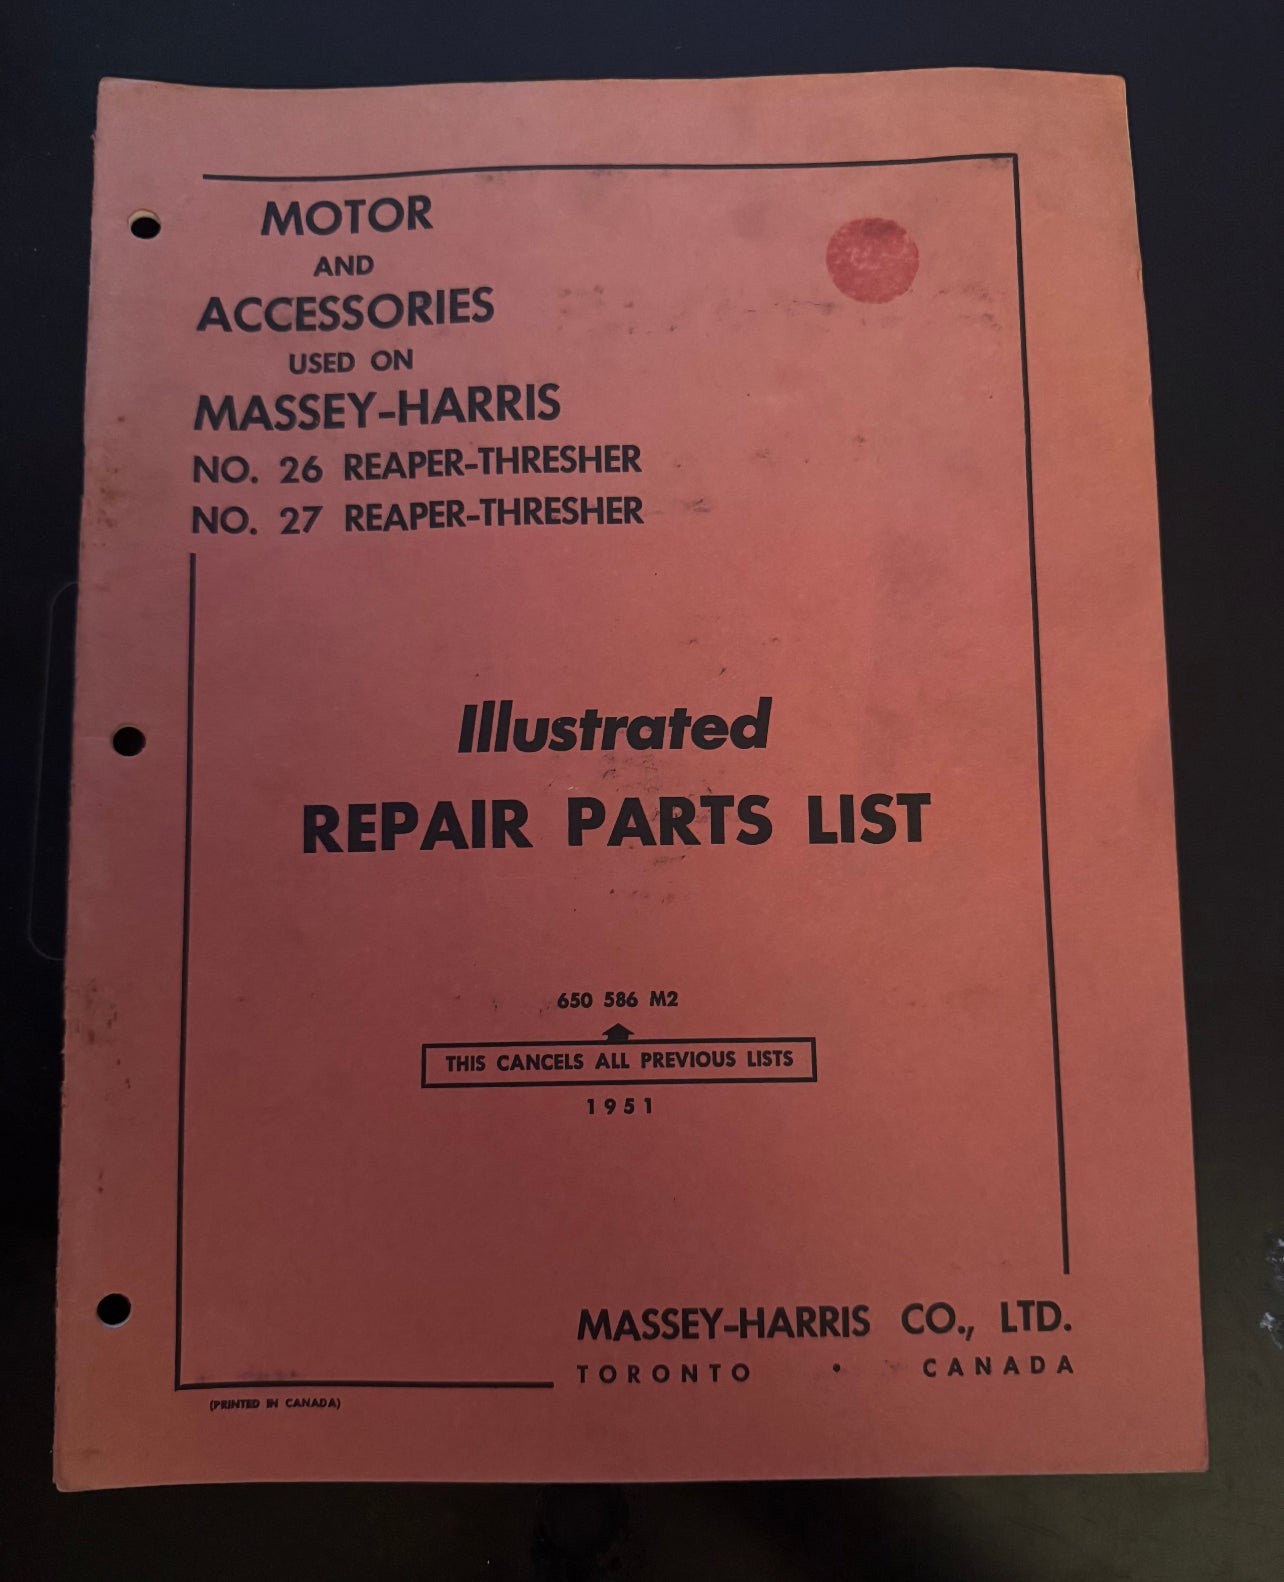 MOTOR
AND
ACCESSORIES
USED ON
MASSEY-HARRIS
NO. 26 REAPER-THRESHER
NO. 27 REAPER-THRESHER
Illustrated
REPAIR PARTS LIST
650 586 M2
THIS CANCELS ALL PREVIOUS LISTS
1951
MASSEY-HARRIS CO., LTD.
TORONTO • CANADA
(PRINTED IN CANADA)